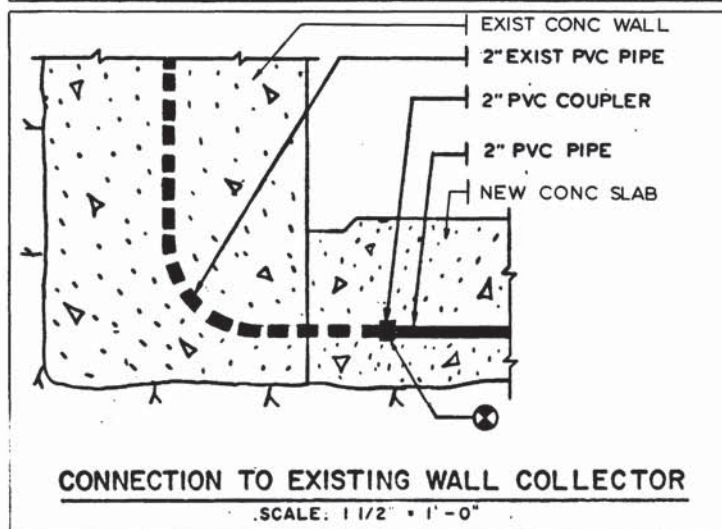 EXIST CONC WALL
2" EXIST PVC PIPE
2" PVC COUPLER
2" PVC PIPE
NEW CONC SLAB
CONNECTION TO EXISTING WALL COLLECTOR
SCALE: 1 1/2" = 1'-0"